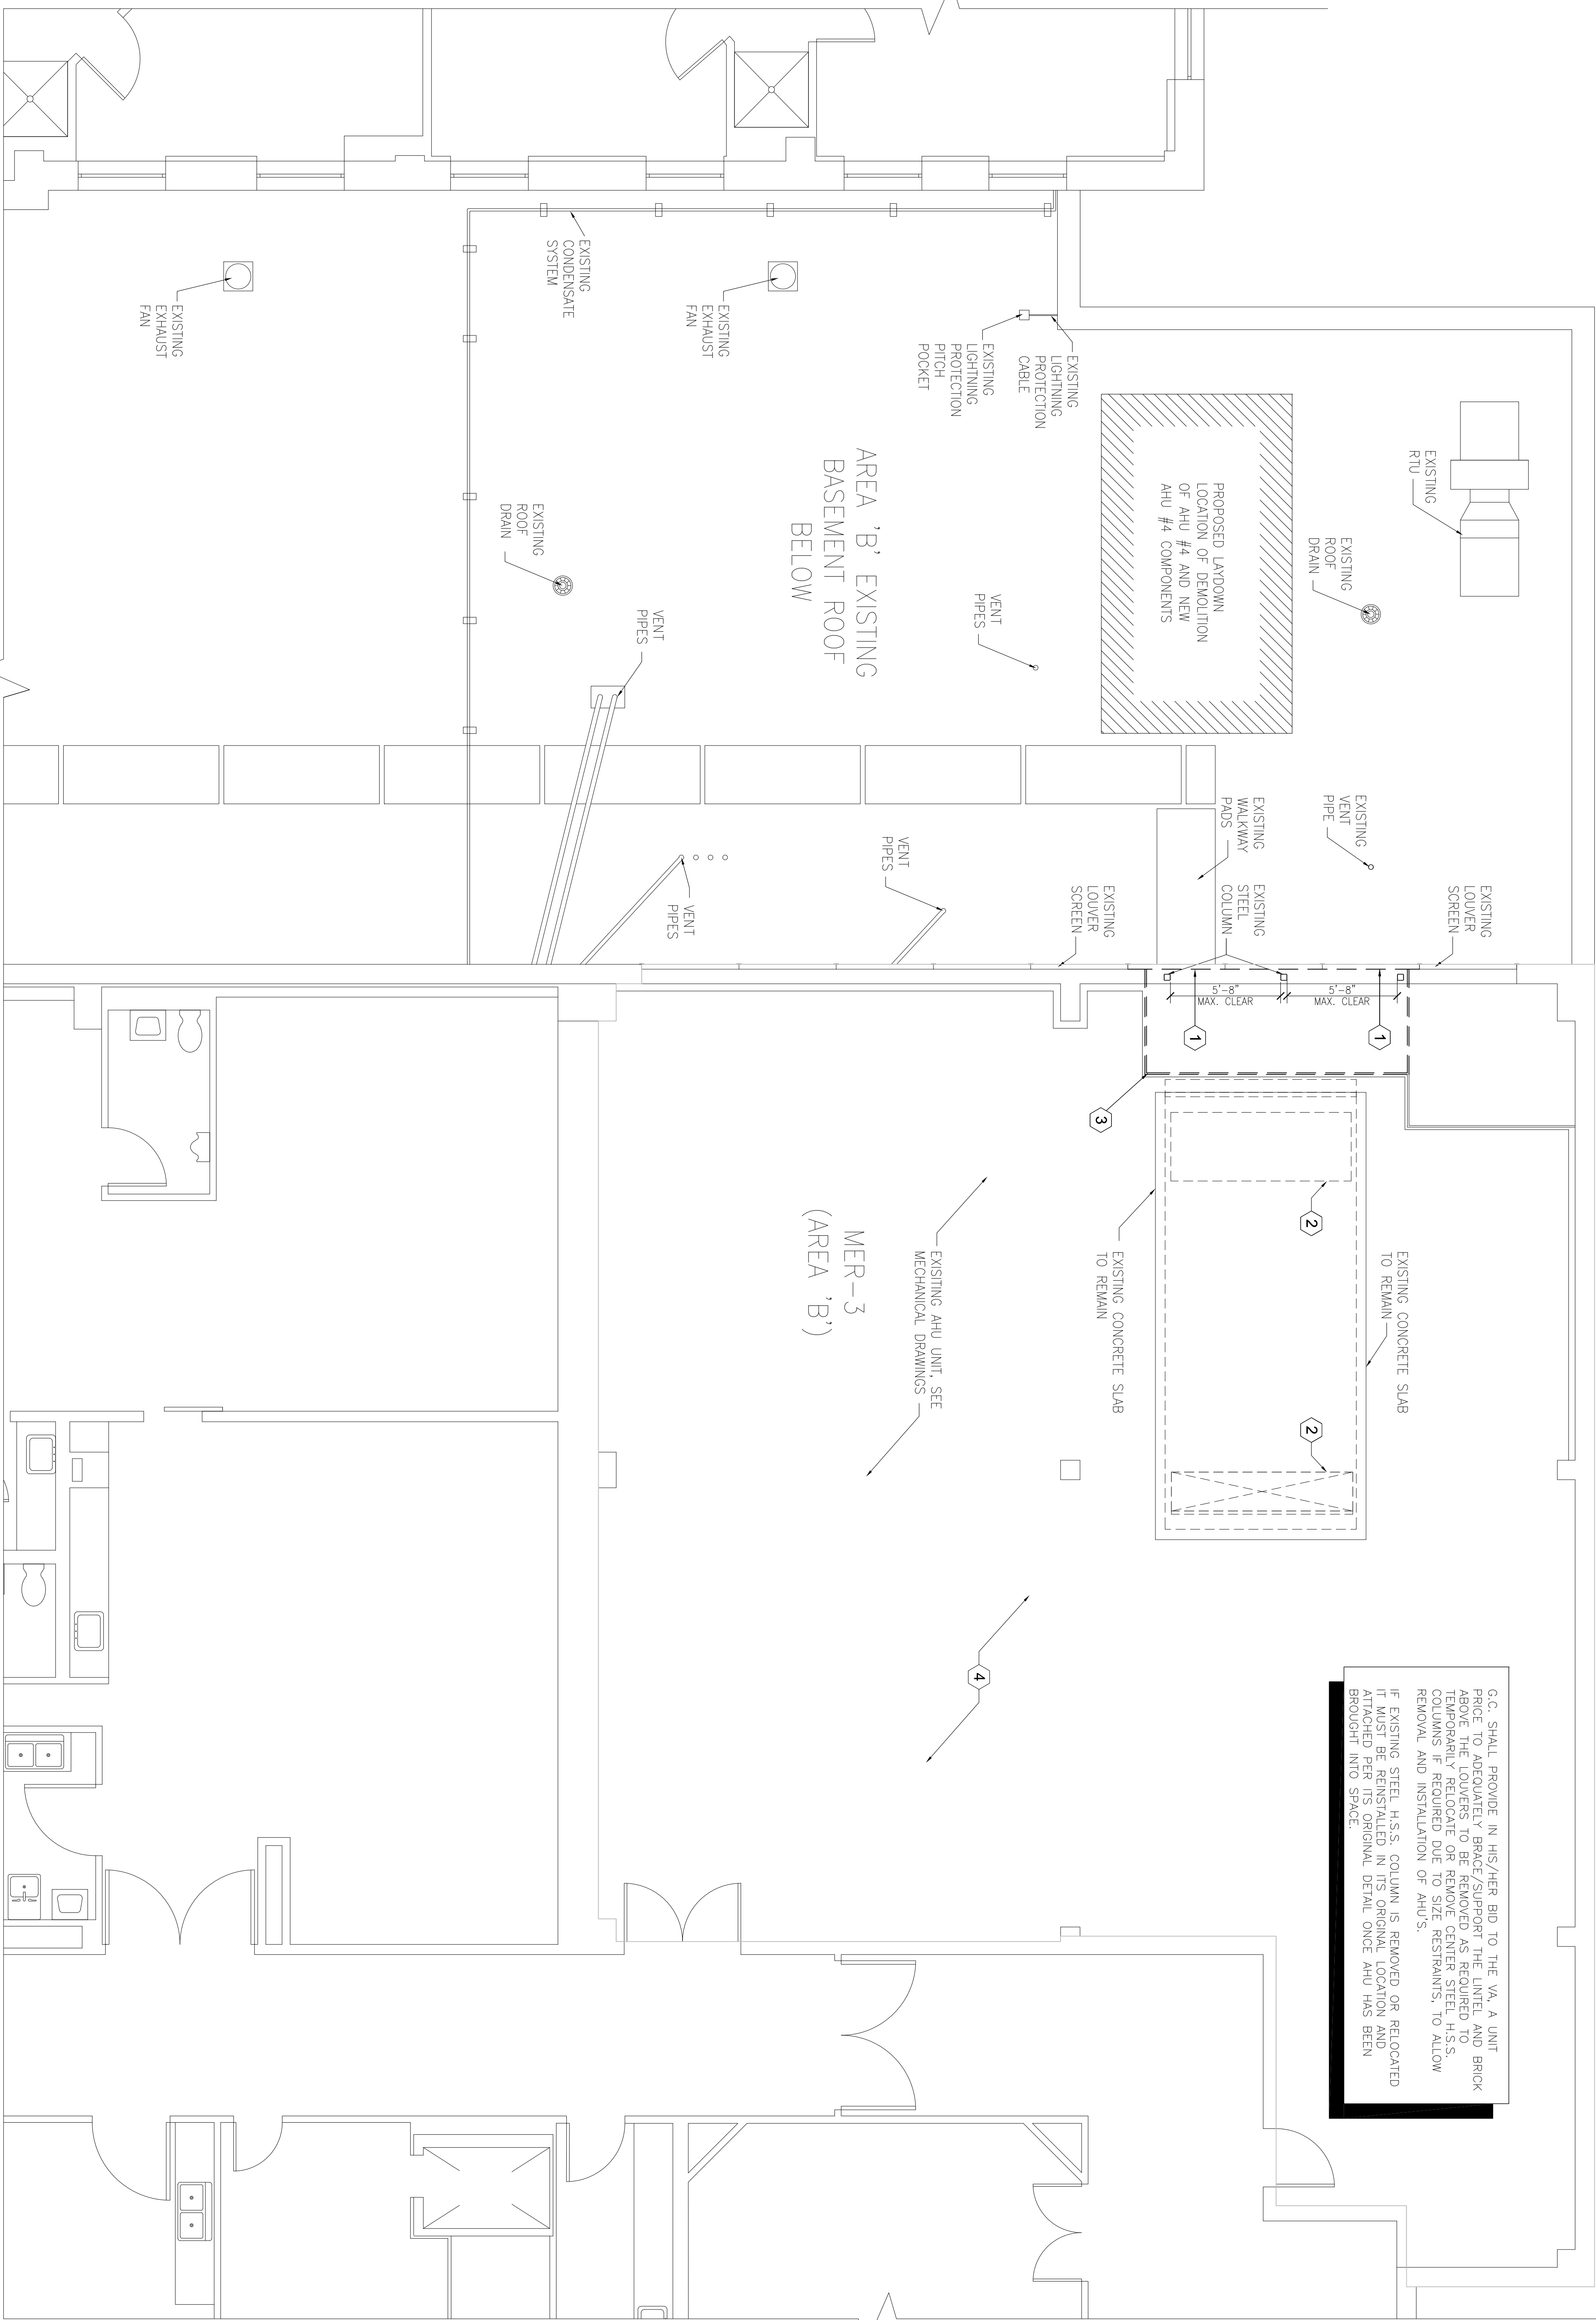 G.C. SHALL PROVIDE IN HIS/HER BID TO THE VA, A UNIT
PRICE TO ADEQUATELY BRACE/SUPPORT THE LINTEL AND BRICK
ABOVE THE LOUVERS TO BE REMOVED AS REQUIRED TO
TEMPORARILY RELOCATE OR REMOVE CENTER STEEL H.S.S.
COLUMNS IF REQUIRED DUE TO SIZE RESTRAINTS, TO ALLOW
REMOVAL AND INSTALLATION OF AHU'S.
IF EXISTING STEEL H.S.S. COLUMN IS REMOVED OR RELOCATED
IT MUST BE REINSTALLED IN ITS ORIGINAL LOCATION AND
ATTACHED PER ITS ORIGINAL DETAIL ONCE AHU HAS BEEN
BROUGHT INTO SPACE.
EXISTING
LOUVER
SCREEN
EXISTING
RTU
EXISTING
ROOF
DRAIN
EXISTING
VENT
PIPE
PROPOSED LAYDOWN
LOCATION OF DEMOLITION
OF AHU #4 AND NEW
AHU #4 COMPONENTS
EXISTING
WALKWAY
PADS
EXISTING
STEEL
COLUMN
5'-8"
MAX. CLEAR
5'-8"
MAX. CLEAR
1
1
2
2
3
4
EXISTING CONCRETE SLAB
TO REMAIN
EXISTING CONCRETE SLAB
TO REMAIN
EXISTING
LOUVER
SCREEN
EXISTING
LIGHTNING
PROTECTION
CABLE
EXISTING
LIGHTNING
PROTECTION
PITCH
POCKET
VENT
PIPES
VENT
PIPES
EXISITING AHU UNIT, SEE
MECHANICAL DRAWINGS
AREA 'B' EXISTING
BASEMENT ROOF
BELOW
MER-3
(AREA 'B')
EXISTING
EXHAUST
FAN
VENT
PIPES
VENT
PIPES
EXISTING
CONDENSATE
SYSTEM
EXISTING
ROOF
DRAIN
EXISTING
EXHAUST
FAN